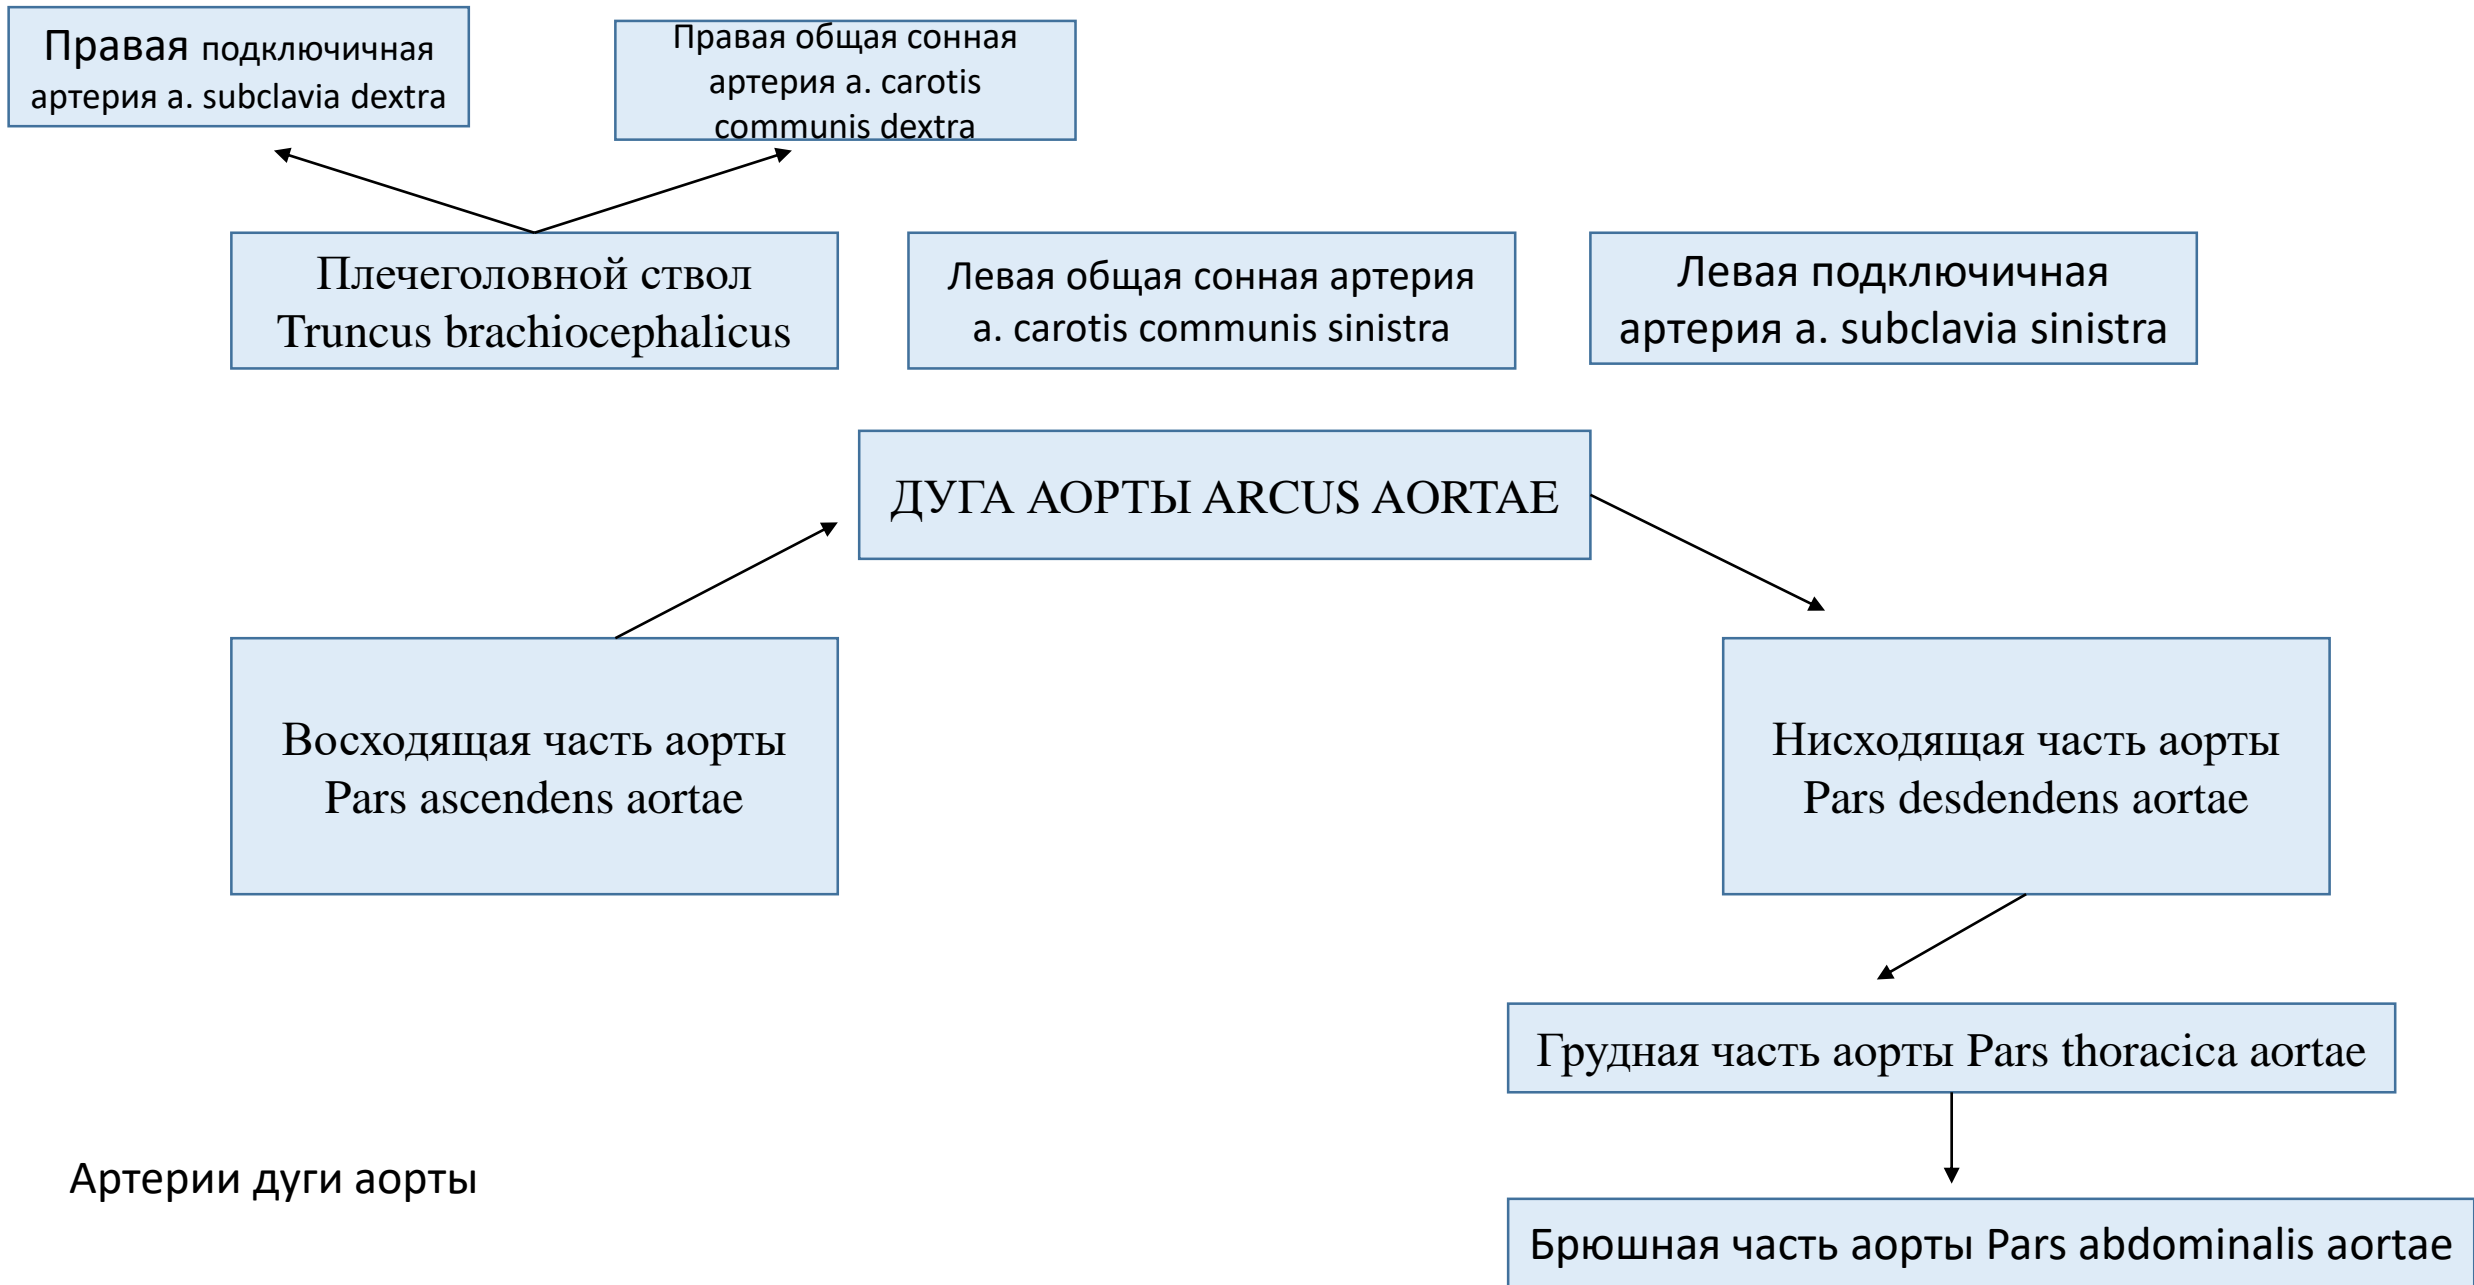 Правая подключичная
артерия a. subclavia dextra
Правая общая сонная
артерия a. carotis
communis dextra
Плечеголовной ствол
Truncus brachiocephalicus
Левая общая сонная артерия
a. carotis communis sinistra
Левая подключичная
артерия a. subclavia sinistra
ДУГА АОРТЫ ARCUS AORTAE
Восходящая часть аорты
Pars ascendens aortae
Нисходящая часть аорты
Pars desdendens aortae
Грудная часть аорты Pars thoracica aortae
Артерии дуги аорты
Брюшная часть аорты Pars abdominalis aortae